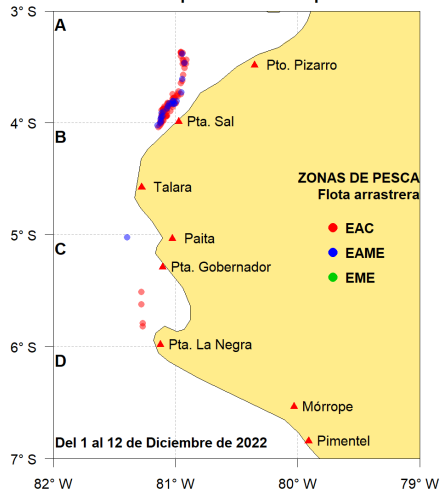 3° S
A
Pto. Pizarro
4° S
Pta. Sal
B
ZONAS DE PESCA
Talara
Flota arrastrera
EAC
5° S
Paita
C
EAME
Pta. Gobernador
EME
6° S
Pta. La Negra
D
Mórrope
Del 1 al 12 de Diciembre de 2022
Pimentel
7° S
82° W
81° W
80° W
79° W